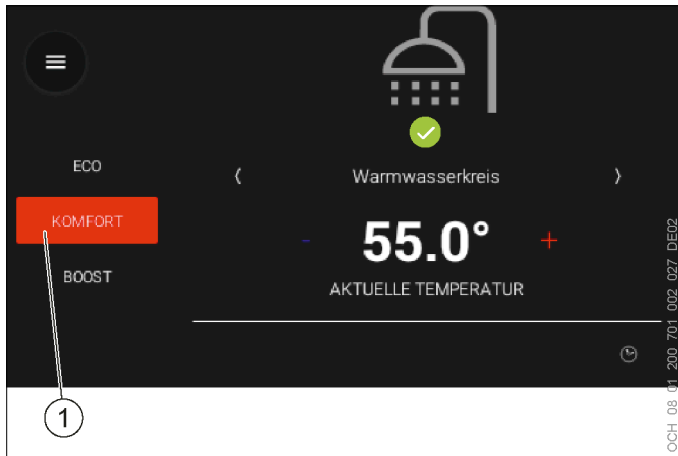 ECO
KOMFORT
BOOST
Warmwasserkreis
- 55.0° +
AKTUELLE TEMPERATUR
1
OCH 08 01 200 701 002 027 DE02